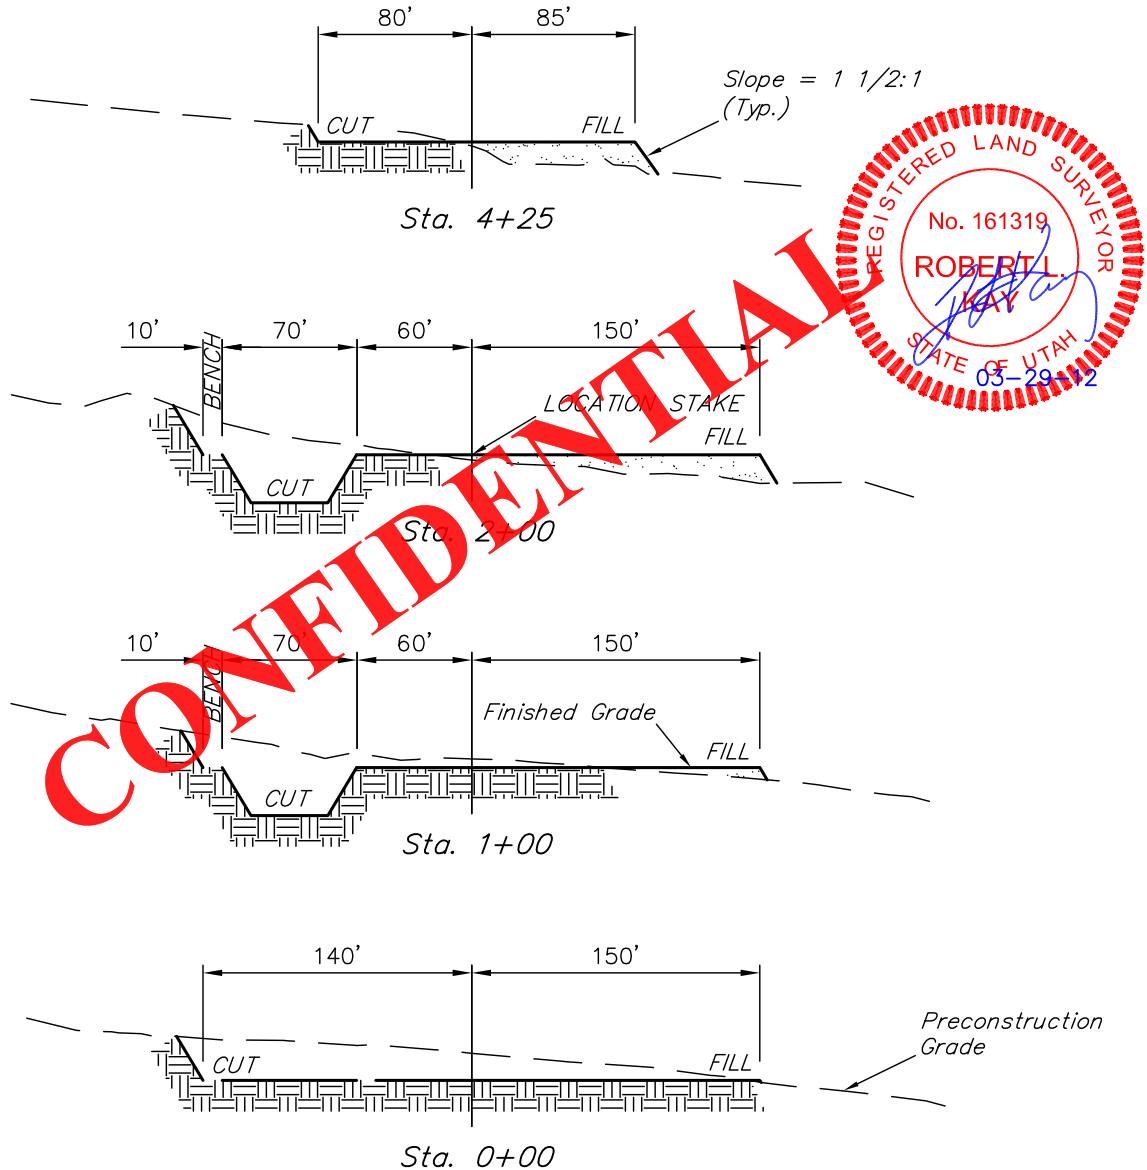 80' 85'
Slope = 1 1/2:1
(Typ.)
CUT FILL
Sta. 4+25
REGISTERED LAND SURVEYOR
No. 161319
ROBERT L.
KAY
STATE OF UTAH
03-29-12
10' 70' 60' 150'
BENCH
LOCATION STAKE
FILL
CUT
Sta. 2+00
CONFIDENTIAL
10' 70' 60' 150'
BENCH
Finished Grade
FILL
CUT
Sta. 1+00
140' 150'
Preconstruction
Grade
CUT FILL
Sta. 0+00